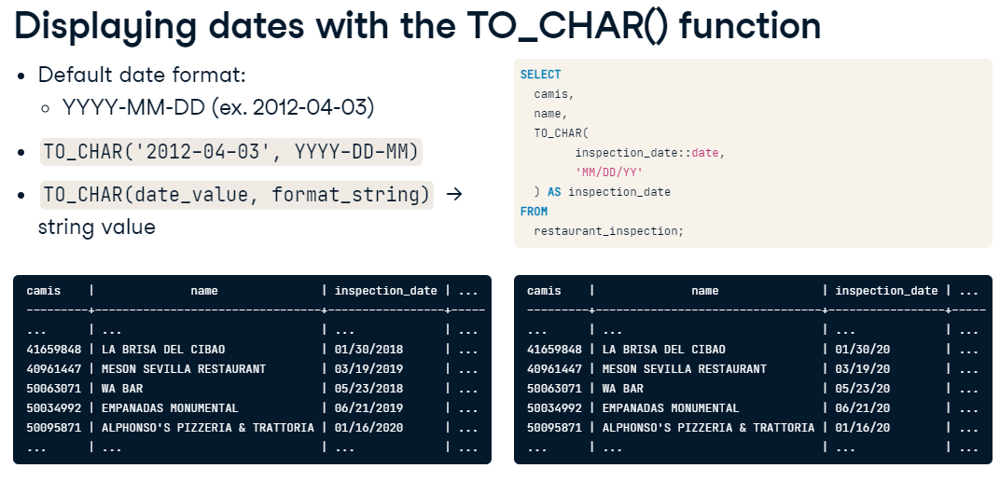 Displaying dates with the TO_CHAR() function
• Default date format:
○ YYYY-MM-DD (ex. 2012-04-03)
• TO_CHAR('2012-04-03', YYYY-DD-MM)
• TO_CHAR(date_value, format_string) →
string value
SELECT
camis,
name,
TO_CHAR(
inspection_date::date,
'MM/DD/YY'
) AS inspection_date
FROM
restaurant_inspection;
camis | name | inspection_date | ...
---------+---------------------------------+-----------------+-----
... | ... | ... | ...
41659848 | LA BRISA DEL CIBAO | 01/30/2018 | ...
40961447 | MESON SEVILLA RESTAURANT | 03/19/2019 | ...
50063071 | WA BAR | 05/23/2018 | ...
50034992 | EMPANADAS MONUMENTAL | 06/21/2019 | ...
50095871 | ALPHONSO'S PIZZERIA & TRATTORIA | 01/16/2020 | ...
... | ... | ... | ...
camis | name | inspection_date | ...
---------+---------------------------------+-----------------+-----
... | ... | ... | ...
41659848 | LA BRISA DEL CIBAO | 01/30/20 | ...
40961447 | MESON SEVILLA RESTAURANT | 03/19/20 | ...
50063071 | WA BAR | 05/23/20 | ...
50034992 | EMPANADAS MONUMENTAL | 06/21/20 | ...
50095871 | ALPHONSO'S PIZZERIA & TRATTORIA | 01/16/20 | ...
... | ... | ... | ...